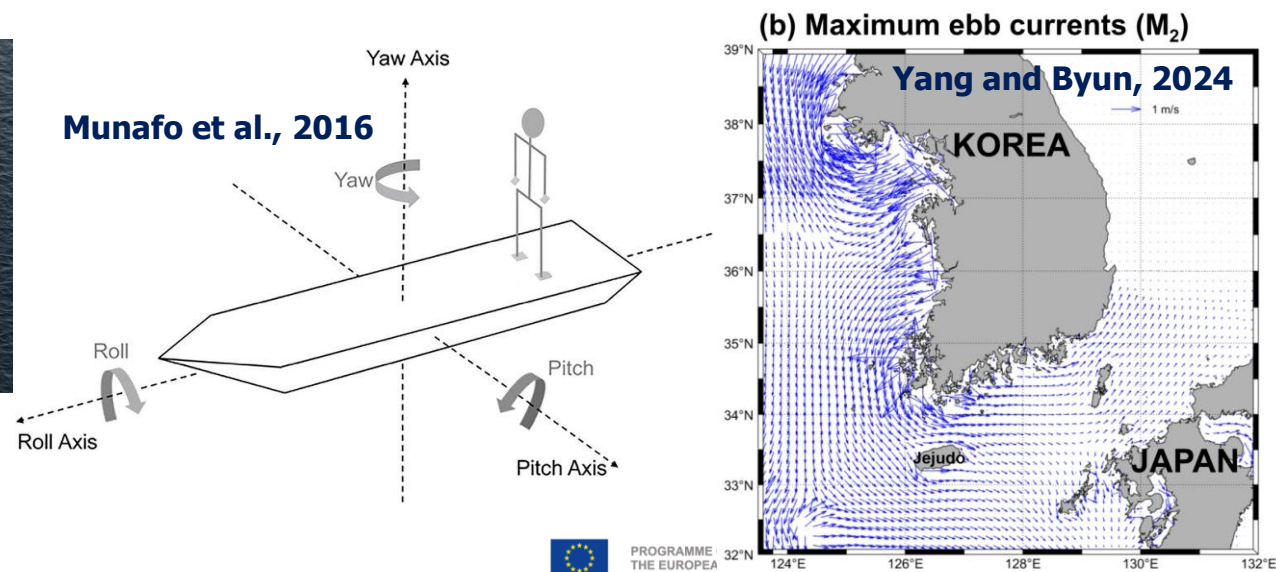 Munafo et al., 2016
Yaw Axis
Yaw
Roll
Roll Axis
Pitch
Pitch Axis
PROGRAMME
THE EUROPEA
(b) Maximum ebb currents (M₂)
Yang and Byun, 2024
1 m/s
KOREA
Jejudo
JAPAN
39°N
38°N
37°N
36°N
35°N
34°N
33°N
32°N
124°E
126°E
128°E
130°E
132°E